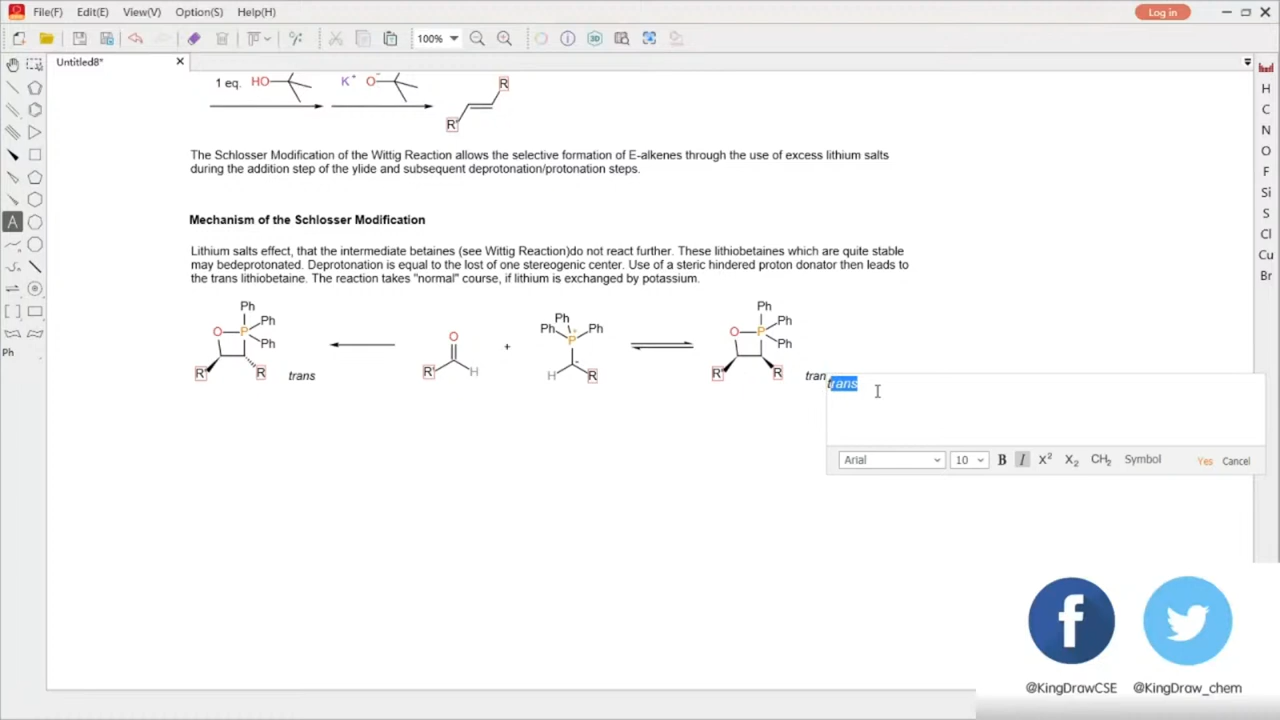 File(F) Edit(E) View(V) Option(S) Help(H) Log in
100%
Untitled8*
1 eq. HO K+ O-
R
R'
The Schlosser Modification of the Wittig Reaction allows the selective formation of E-alkenes through the use of excess lithium salts
during the addition step of the ylide and subsequent deprotonation/protonation steps.
Mechanism of the Schlosser Modification
Lithium salts effect, that the intermediate betaines (see Wittig Reaction)do not react further. These lithiobetaines which are quite stable
may bedeprotonated. Deprotonation is equal to the lost of one stereogenic center. Use of a steric hindered proton donator then leads to
the trans lithiobetaine. The reaction takes "normal" course, if lithium is exchanged by potassium.
Ph
O P Ph
Ph
R' R trans
O
R' H
+
Ph
Ph Ph
P+
-
H R
Ph
O P Ph
Ph
R' R tran
trans
Arial 10 B I X² X₂ CH₂ Symbol Yes Cancel
A
Ph
H
C
N
O
F
Si
S
Cl
Cu
Br
3D
f
@KingDrawCSE @KingDraw_chem